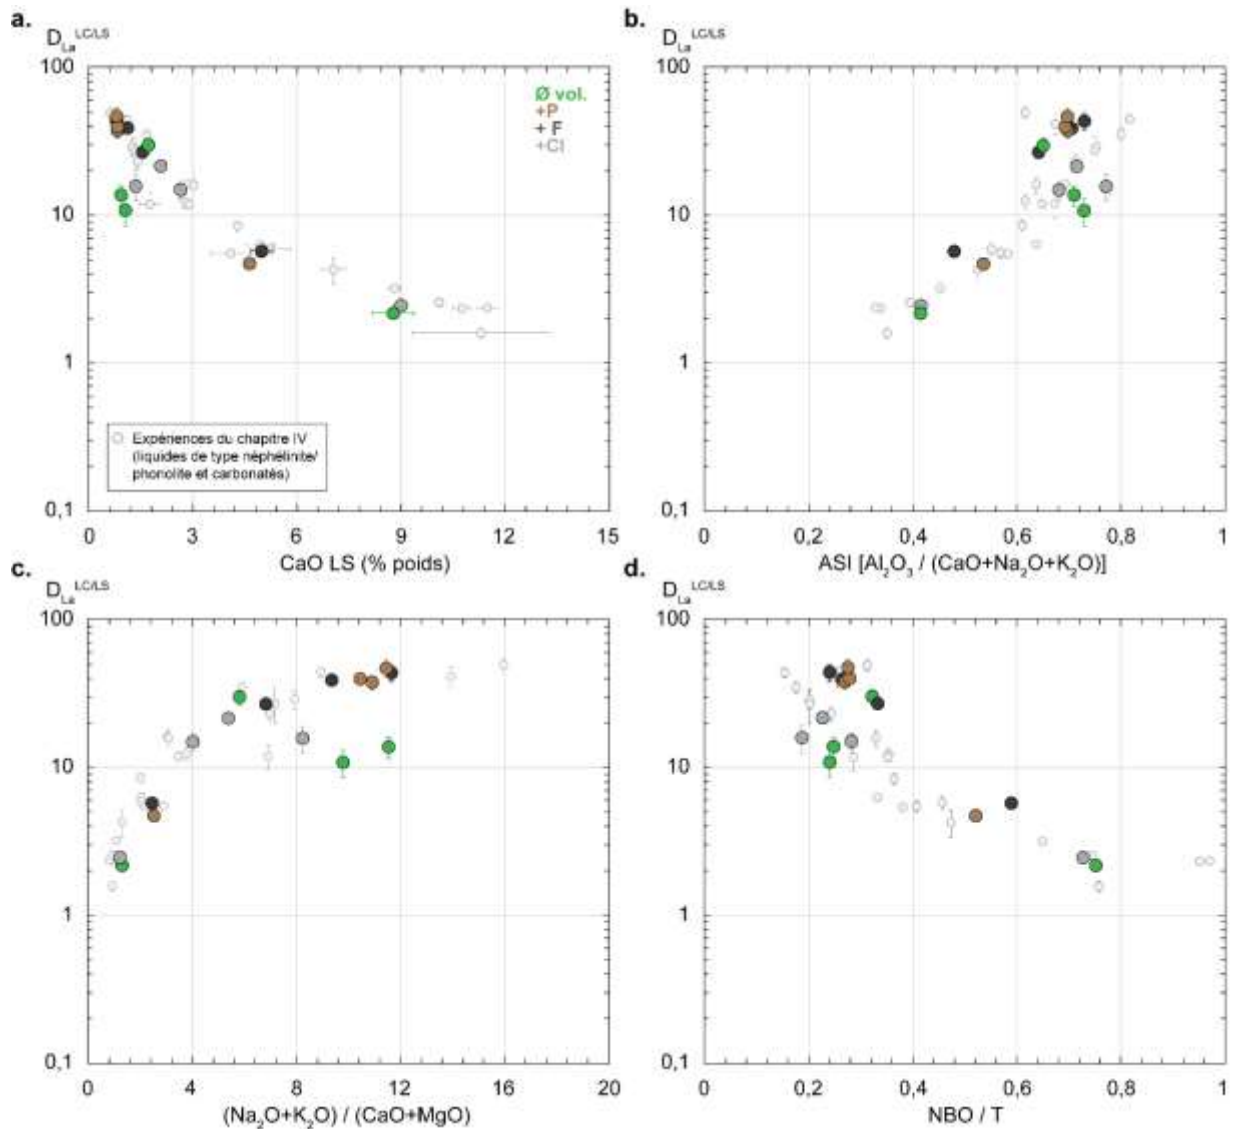 a.
D La LC/LS
100
10
1
0,1
0 3 6 9 12 15
CaO LS (% poids)
Ø vol.
+P
+ F
+Cl
Expériences du chapitre IV
(liquides de type néphélinite/
phonolite et carbonatés)
b.
D La LC/LS
100
10
1
0,1
0 0,2 0,4 0,6 0,8 1
ASI [Al₂O₃ / (CaO+Na₂O+K₂O)]
c.
D La LC/LS
100
10
1
0,1
0 4 8 12 16 20
(Na₂O+K₂O) / (CaO+MgO)
d.
D La LC/LS
100
10
1
0,1
0 0,2 0,4 0,6 0,8 1
NBO / T